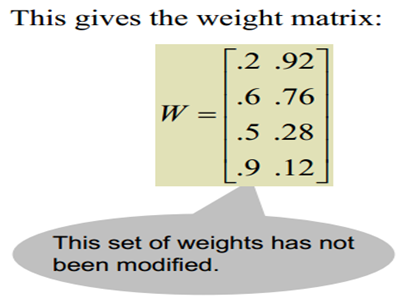 This gives the weight matrix:
.2 .92
.6 .76
W =
.5 .28
.9 .12
This set of weights has not
been modified.